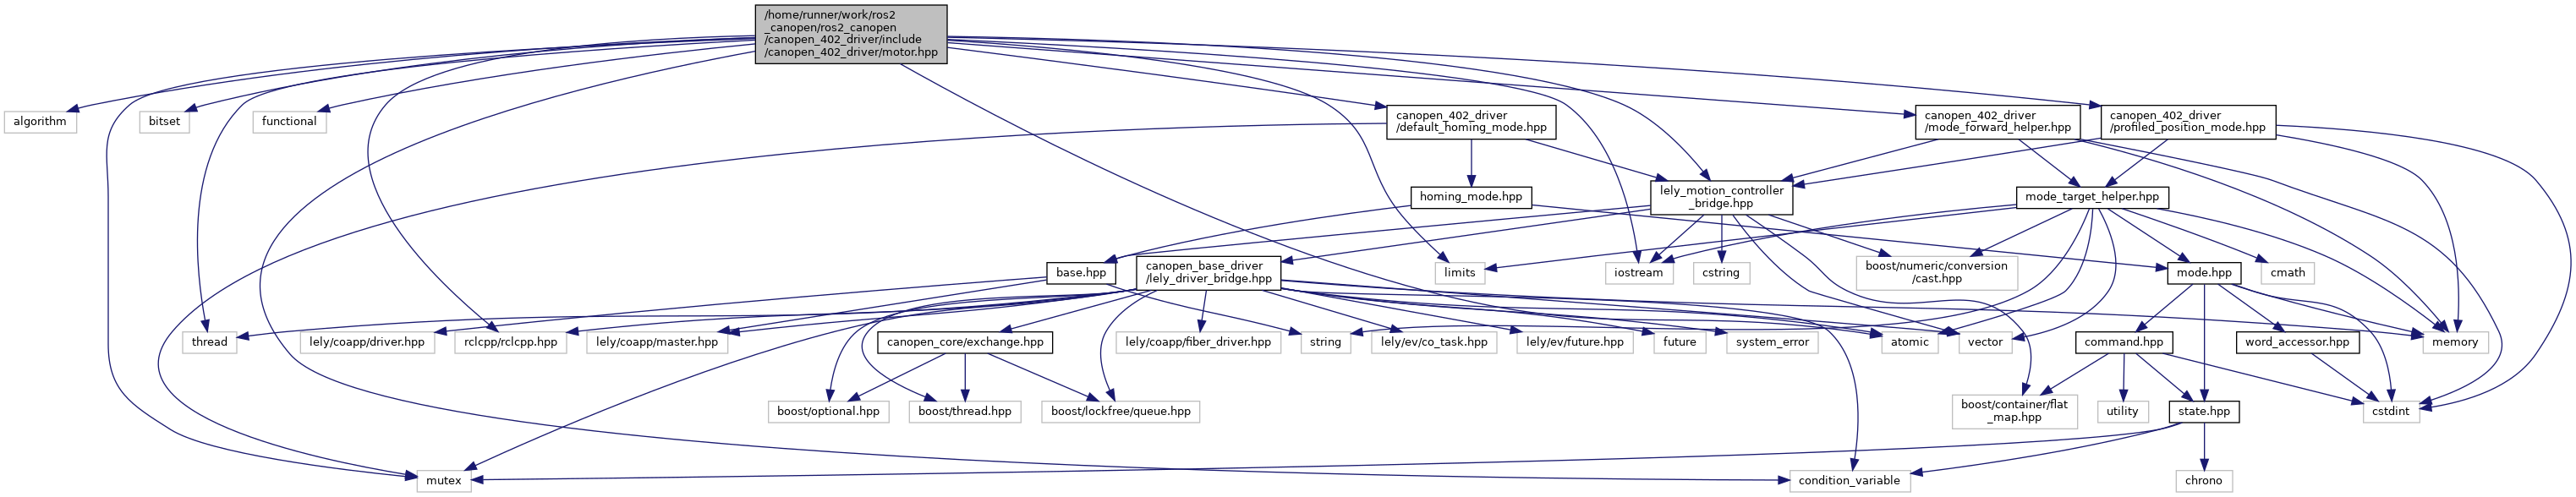 /home/runner/work/ros2
_canopen/ros2_canopen
/canopen_402_driver/include
/canopen_402_driver/motor.hpp
algorithm
bitset
functional
canopen_402_driver
/default_homing_mode.hpp
canopen_402_driver
/mode_forward_helper.hpp
canopen_402_driver
/profiled_position_mode.hpp
homing_mode.hpp
lely_motion_controller
_bridge.hpp
mode_target_helper.hpp
base.hpp
canopen_base_driver
/lely_driver_bridge.hpp
limits
iostream
cstring
boost/numeric/conversion
/cast.hpp
mode.hpp
cmath
thread
lely/coapp/driver.hpp
rclcpp/rclcpp.hpp
lely/coapp/master.hpp
canopen_core/exchange.hpp
lely/coapp/fiber_driver.hpp
string
lely/ev/co_task.hpp
lely/ev/future.hpp
future
system_error
atomic
vector
command.hpp
word_accessor.hpp
memory
boost/optional.hpp
boost/thread.hpp
boost/lockfree/queue.hpp
boost/container/flat
_map.hpp
utility
state.hpp
cstdint
mutex
condition_variable
chrono